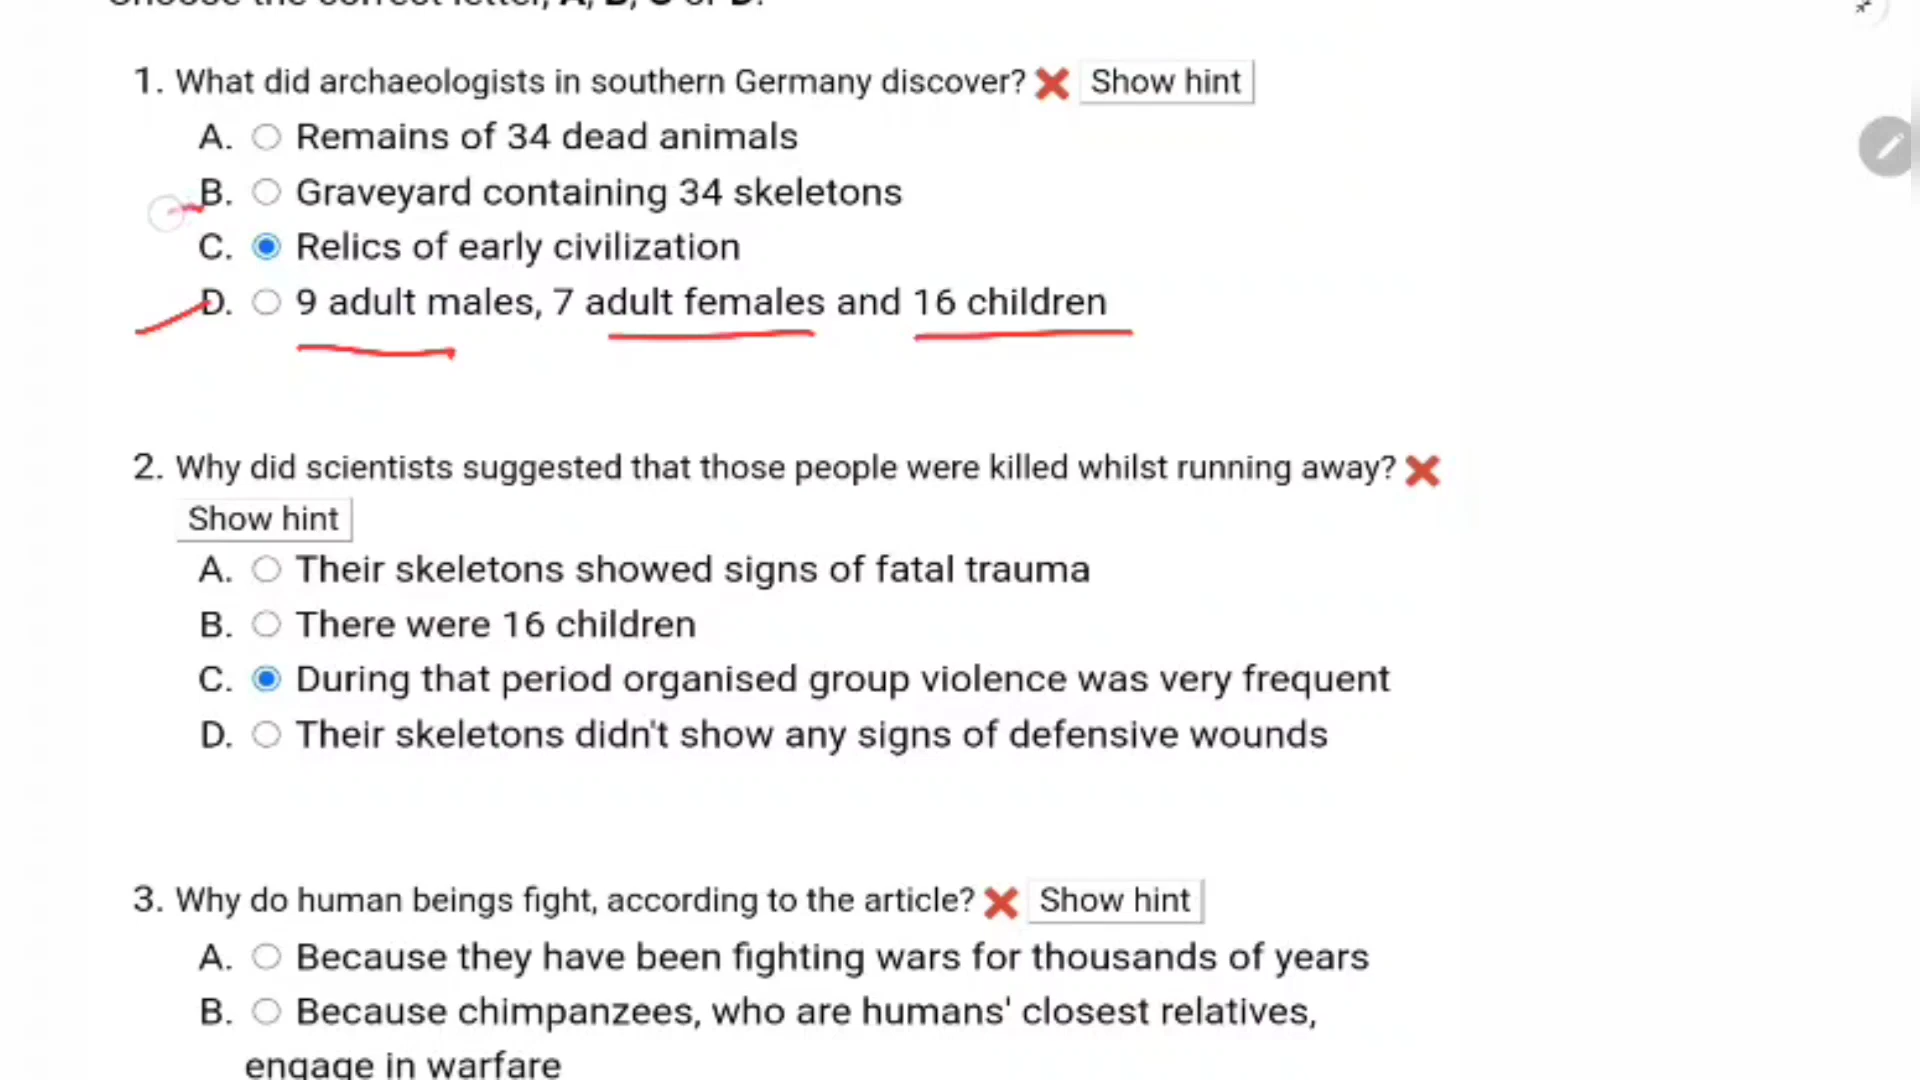 1. What did archaeologists in southern Germany discover? Show hint
A. Remains of 34 dead animals
B. Graveyard containing 34 skeletons
C. Relics of early civilization
D. 9 adult males, 7 adult females and 16 children
2. Why did scientists suggested that those people were killed whilst running away?
Show hint
A. Their skeletons showed signs of fatal trauma
B. There were 16 children
C. During that period organised group violence was very frequent
D. Their skeletons didn't show any signs of defensive wounds
3. Why do human beings fight, according to the article? Show hint
A. Because they have been fighting wars for thousands of years
B. Because chimpanzees, who are humans' closest relatives,
engage in warfare